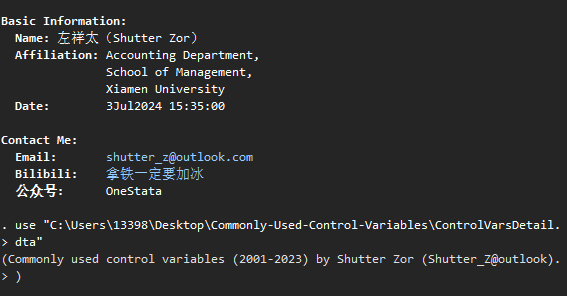 Basic Information:
Name: 左祥太（Shutter Zor）
Affiliation: Accounting Department,
School of Management,
Xiamen University
Date: 3Jul2024 15:35:00
Contact Me:
Email: shutter_z@outlook.com
Bilibili: 拿铁一定要加冰
公众号: OneStata
. use "C:\Users\13398\Desktop\Commonly-Used-Control-Variables\ControlVarsDetail.
> dta"
(Commonly used control variables (2001-2023) by Shutter Zor (Shutter_Z@outlook).
> )